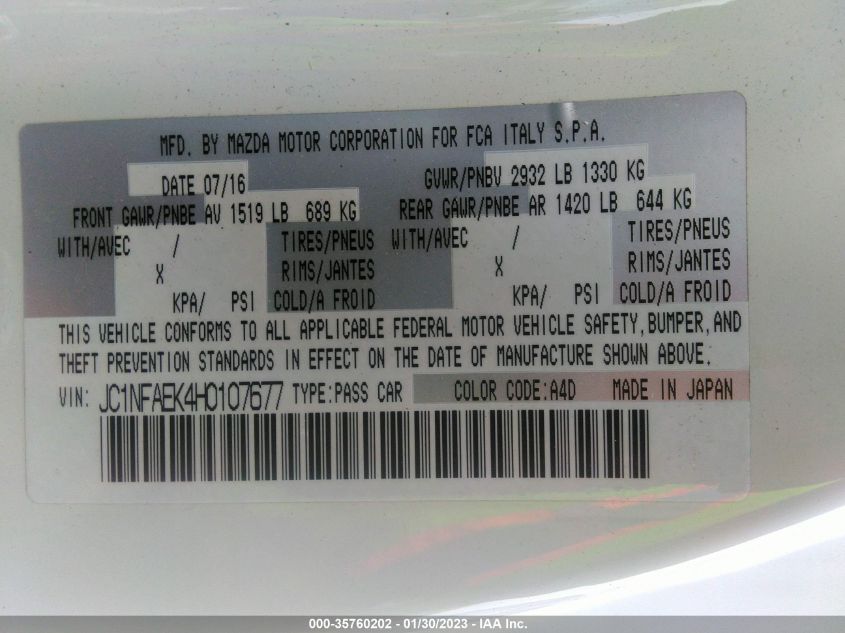 MFD. BY MAZDA MOTOR CORPORATION FOR FCA ITALY S.P.A.
DATE 07/16 GVWR/PNBV 2932 LB 1330 KG
FRONT GAWR/PNBE AV 1519 LB 689 KG REAR GAWR/PNBE AR 1420 LB 644 KG
WITH/AVEC / TIRES/PNEUS WITH/AVEC / TIRES/PNEUS
X RIMS/JANTES X RIMS/JANTES
KPA/ PSI COLD/A FROID KPA/ PSI COLD/A FROID
THIS VEHICLE CONFORMS TO ALL APPLICABLE FEDERAL MOTOR VEHICLE SAFETY, BUMPER, AND
THEFT PREVENTION STANDARDS IN EFFECT ON THE DATE OF MANUFACTURE SHOWN ABOVE.
VIN: JC1NFAEK4H0107677 TYPE: PASS CAR COLOR CODE: A4D MADE IN JAPAN
000-35760202 - 01/30/2023 - IAA Inc.